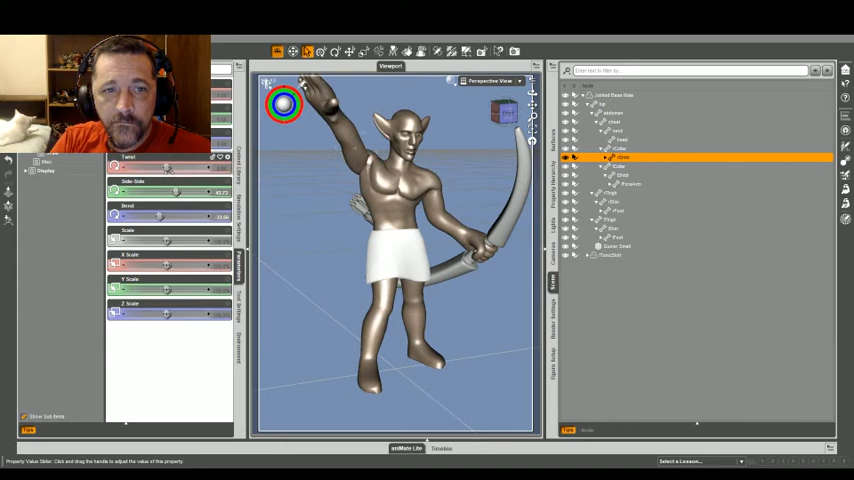 Viewport
Perspective View
Enter text to filter...
Node
Jointed Base Male
hip
abdomen
chest
neck
head
rCollar
rShldr
lCollar
lShldr
lForeArm
rThigh
rShin
rFoot
lThigh
lShin
lFoot
Quiver Small
Misc
Display
Twist
Side-Side
Bend
Scale
X Scale
Y Scale
Z Scale
Content Library
Simulation Settings
Parameters
Tool Settings
Environment
Surfaces
Property Hierarchy
Lights
Cameras
Scene
Render Settings
Figure Setup
Show Sub Items
Tips
Tips
Node
aniMate Lite
Timeline
Property Value Slider: Click and drag the handle to adjust the value of this property.
Select a Lesson...